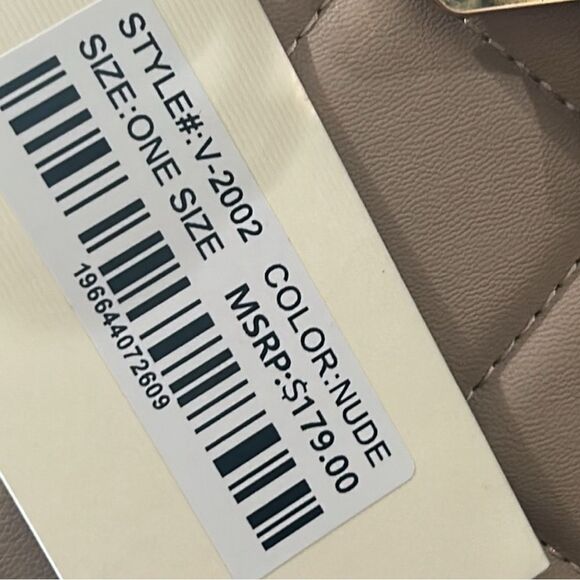 STYLE#:V-2002 COLOR:NUDE
SIZE:ONE SIZE MSRP:$179.00
196644072609